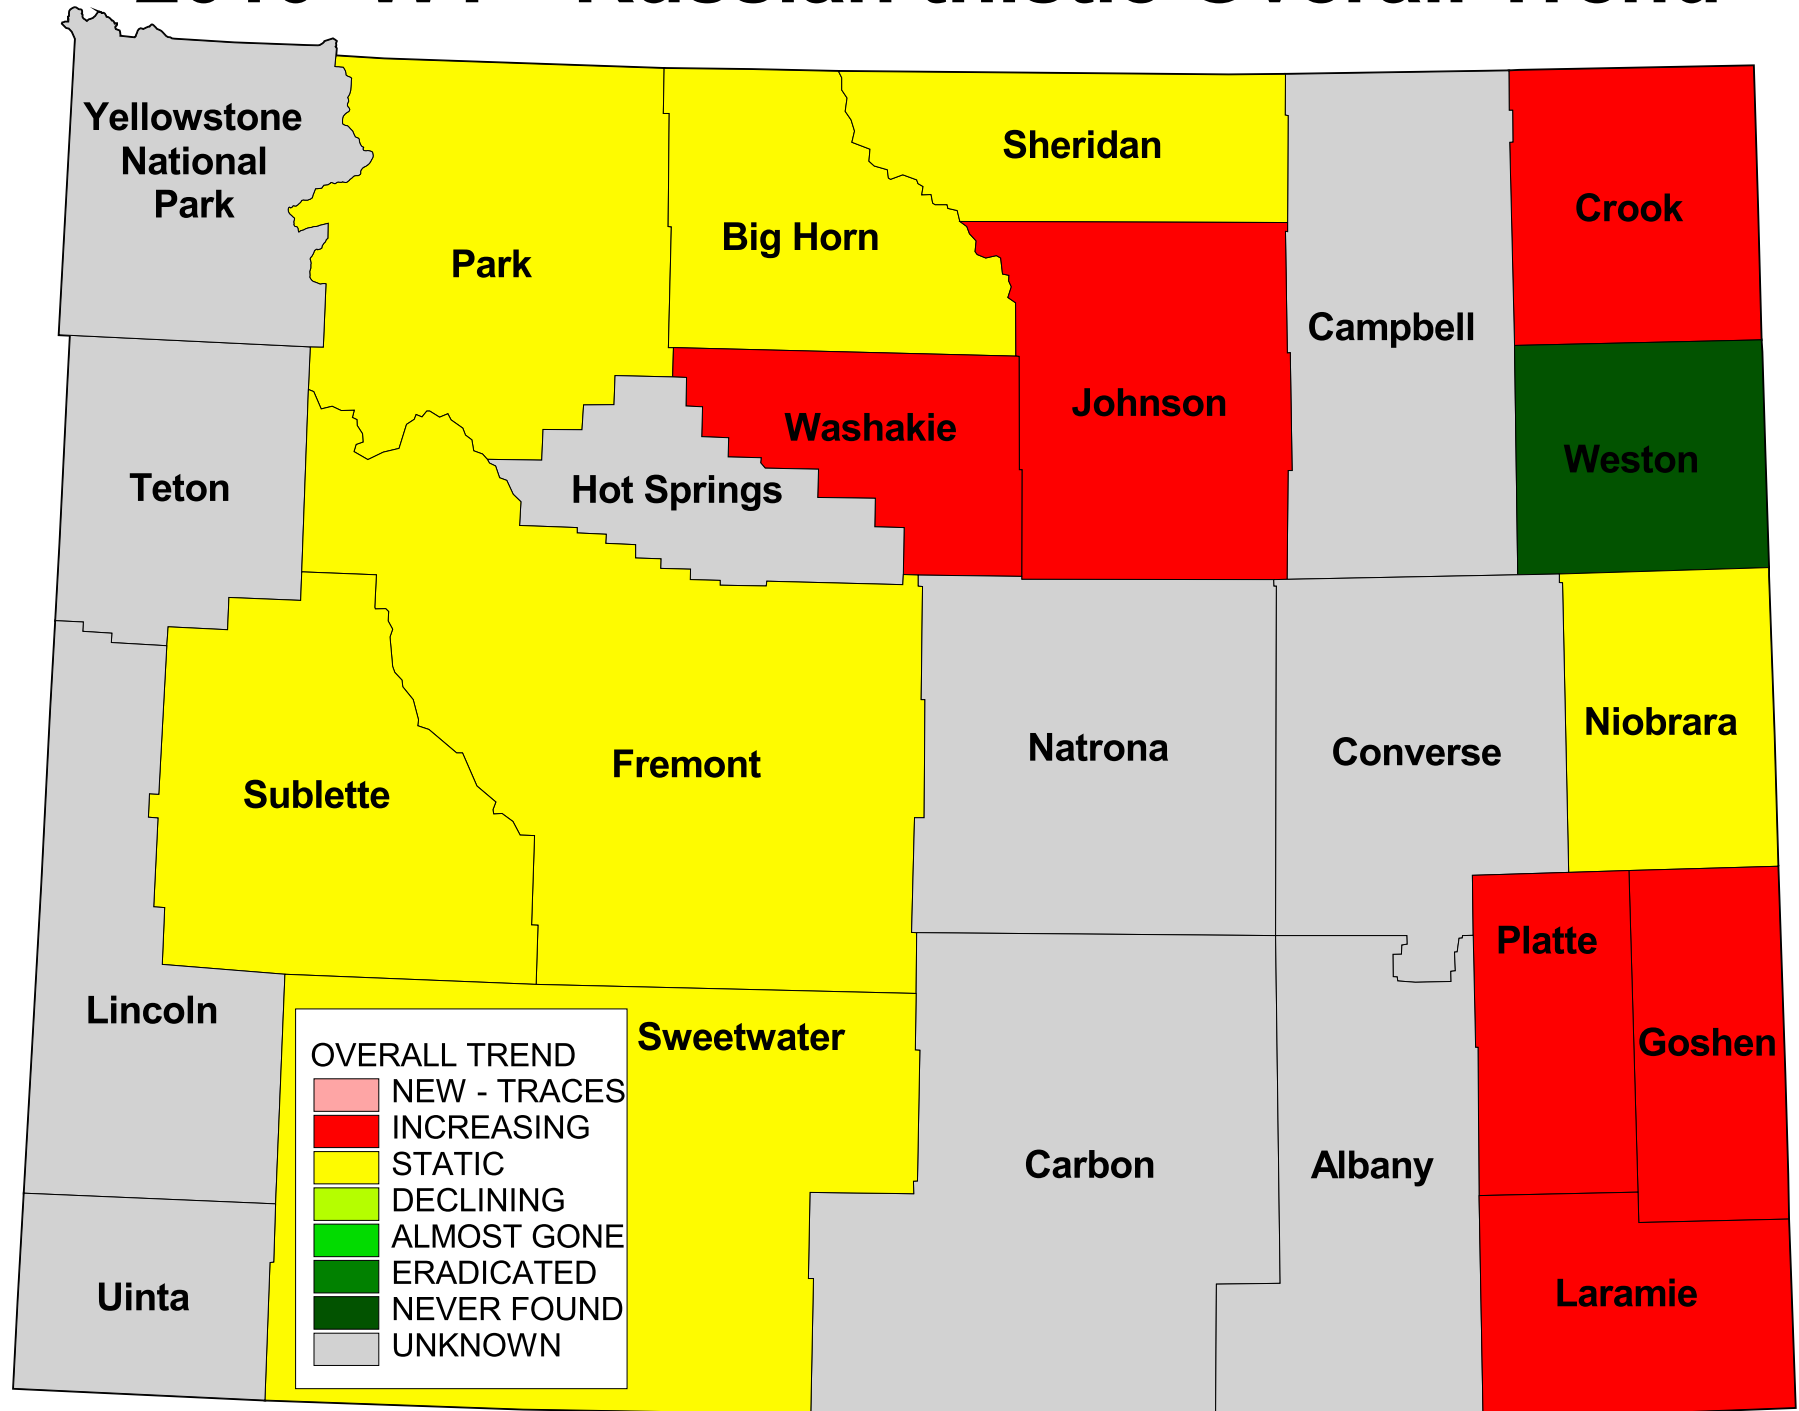 Yellowstone
National
Park
Park
Big Horn
Sheridan
Campbell
Crook
Johnson
Washakie
Hot Springs
Weston
Teton
Fremont
Sublette
Natrona
Converse
Niobrara
Platte
Goshen
Lincoln
Sweetwater
Carbon
Albany
Laramie
Uinta
OVERALL TREND
NEW - TRACES
INCREASING
STATIC
DECLINING
ALMOST GONE
ERADICATED
NEVER FOUND
UNKNOWN